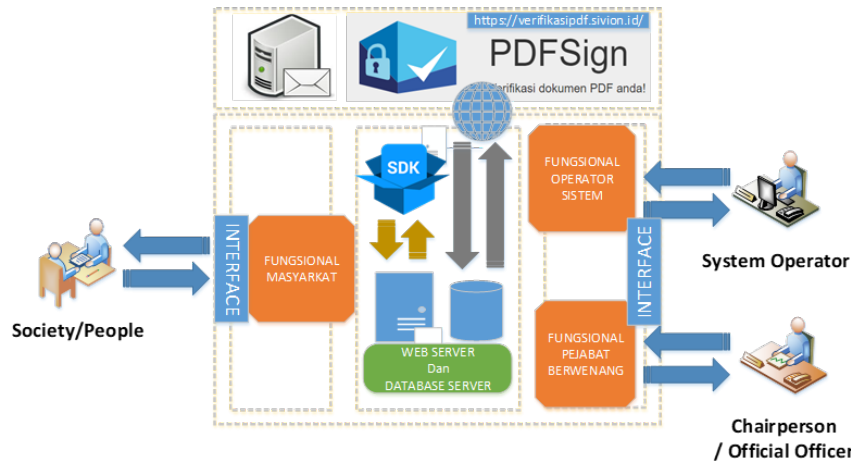 https://verifikasipdf.sivion.id/
PDFSign
erifikasi dokumen PDF anda!
SDK
FUNGSIONAL
OPERATOR
SISTEM
INTERFACE
FUNGSIONAL
MASYARKAT
INTERFACE
System Operator
Society/People
WEB SERVER
Dan
DATABASE SERVER
FUNGSIONAL
PEJABAT
BERWENANG
Chairperson
/ Official Officer